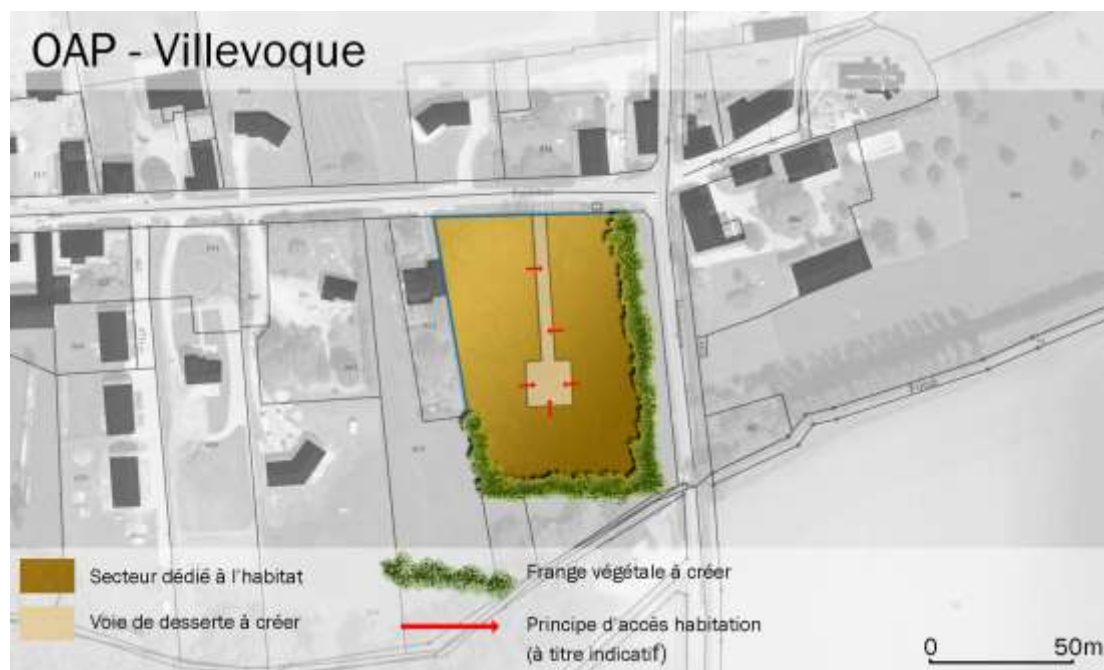 OAP - Villevoque
Secteur dédié à l'habitat
Voie de desserte à créer
Frange végétale à créer
Principe d'accès habitation
(à titre indicatif)
0 50m